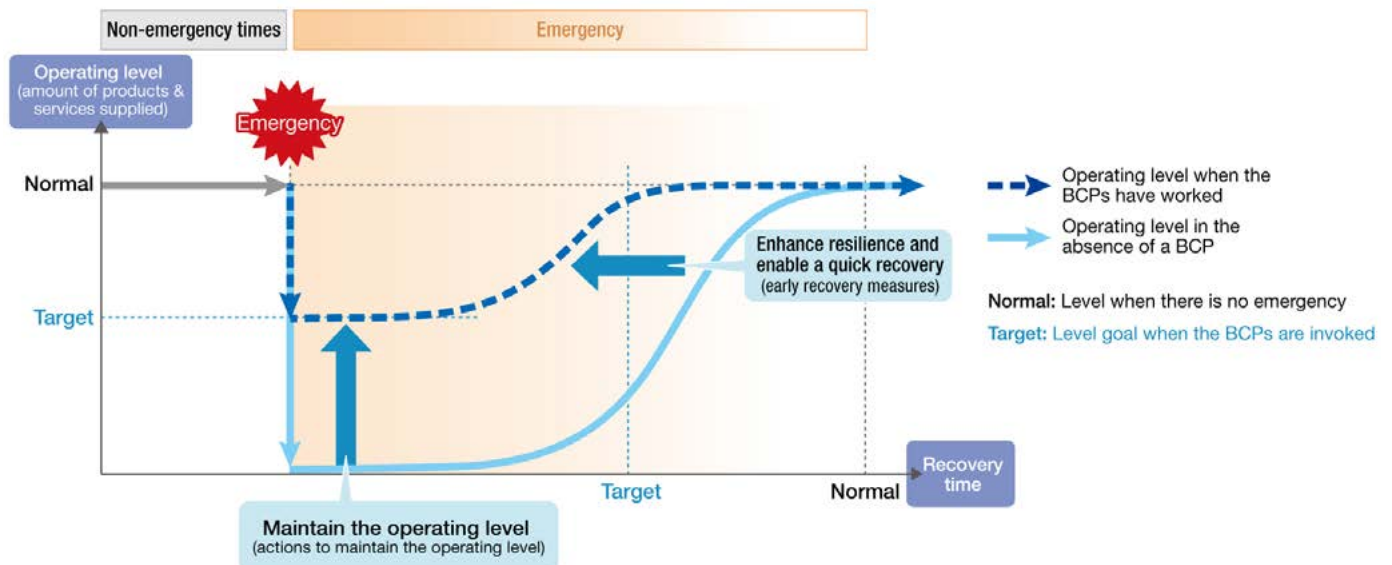 Non-emergency times
Emergency
Operating level
(amount of products &
services supplied)
Emergency
Normal
Target
Enhance resilience and
enable a quick recovery
(early recovery measures)
Operating level when the
BCPs have worked
Operating level in the
absence of a BCP
Normal: Level when there is no emergency
Target: Level goal when the BCPs are invoked
Recovery
time
Target
Normal
Maintain the operating level
(actions to maintain the operating level)